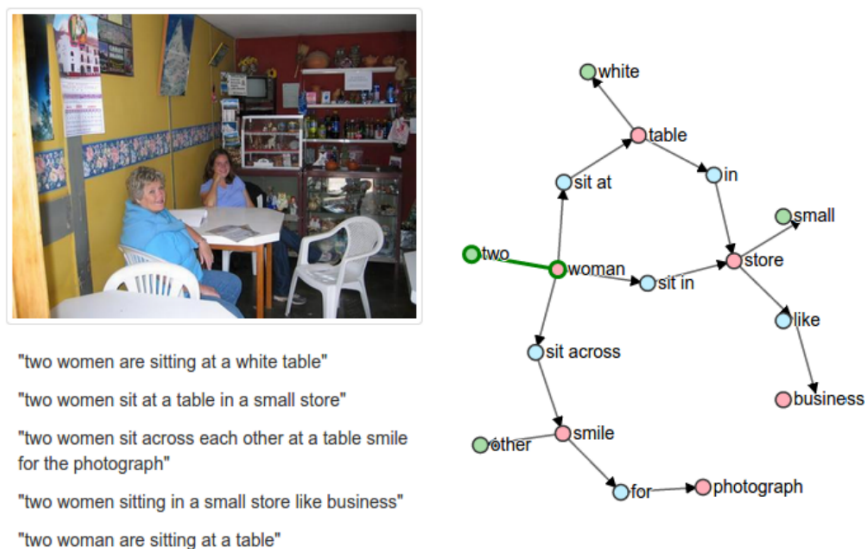 "two women are sitting at a white table"
"two women sit at a table in a small store"
"two women sit across each other at a table smile
for the photograph"
"two women sitting in a small store like business"
"two woman are sitting at a table"
white
table
sit at
in
small
two
woman
sit in
store
like
sit across
business
other
smile
for
photograph